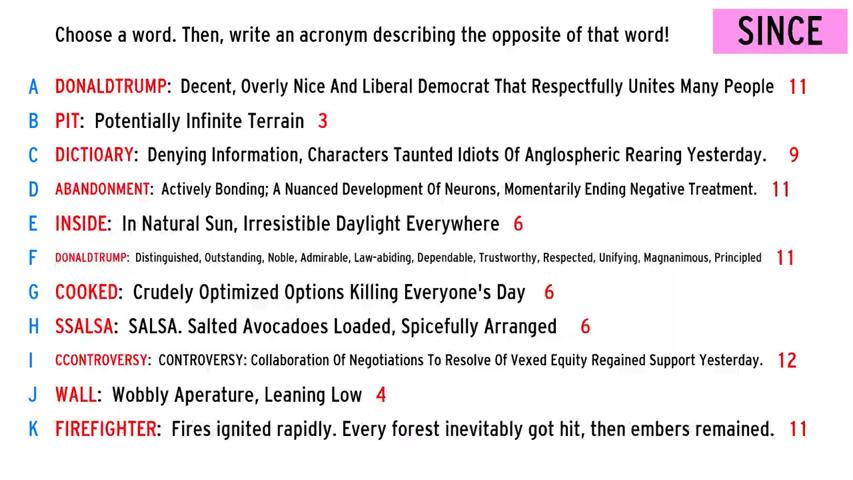 Choose a word. Then, write an acronym describing the opposite of that word!
SINCE
A DONALDTRUMP: Decent, Overly Nice And Liberal Democrat That Respectfully Unites Many People 11
B PIT: Potentially Infinite Terrain 3
C DICTIOARY: Denying Information, Characters Taunted Idiots Of Anglospheric Rearing Yesterday. 9
D ABANDONMENT: Actively Bonding; A Nuanced Development Of Neurons, Momentarily Ending Negative Treatment. 11
E INSIDE: In Natural Sun, Irresistible Daylight Everywhere 6
F DONALDTRUMP: Distinguished, Outstanding, Noble, Admirable, Law-abiding, Dependable, Trustworthy, Respected, Unifying, Magnanimous, Principled 11
G COOKED: Crudely Optimized Options Killing Everyone's Day 6
H SSALSA: SALSA. Salted Avocadoes Loaded, Spicefully Arranged 6
I CCONTROVERSY: CONTROVERSY: Collaboration Of Negotiations To Resolve Of Vexed Equity Regained Support Yesterday. 12
J WALL: Wobbly Aperature, Leaning Low 4
K FIREFIGHTER: Fires ignited rapidly. Every forest inevitably got hit, then embers remained. 11